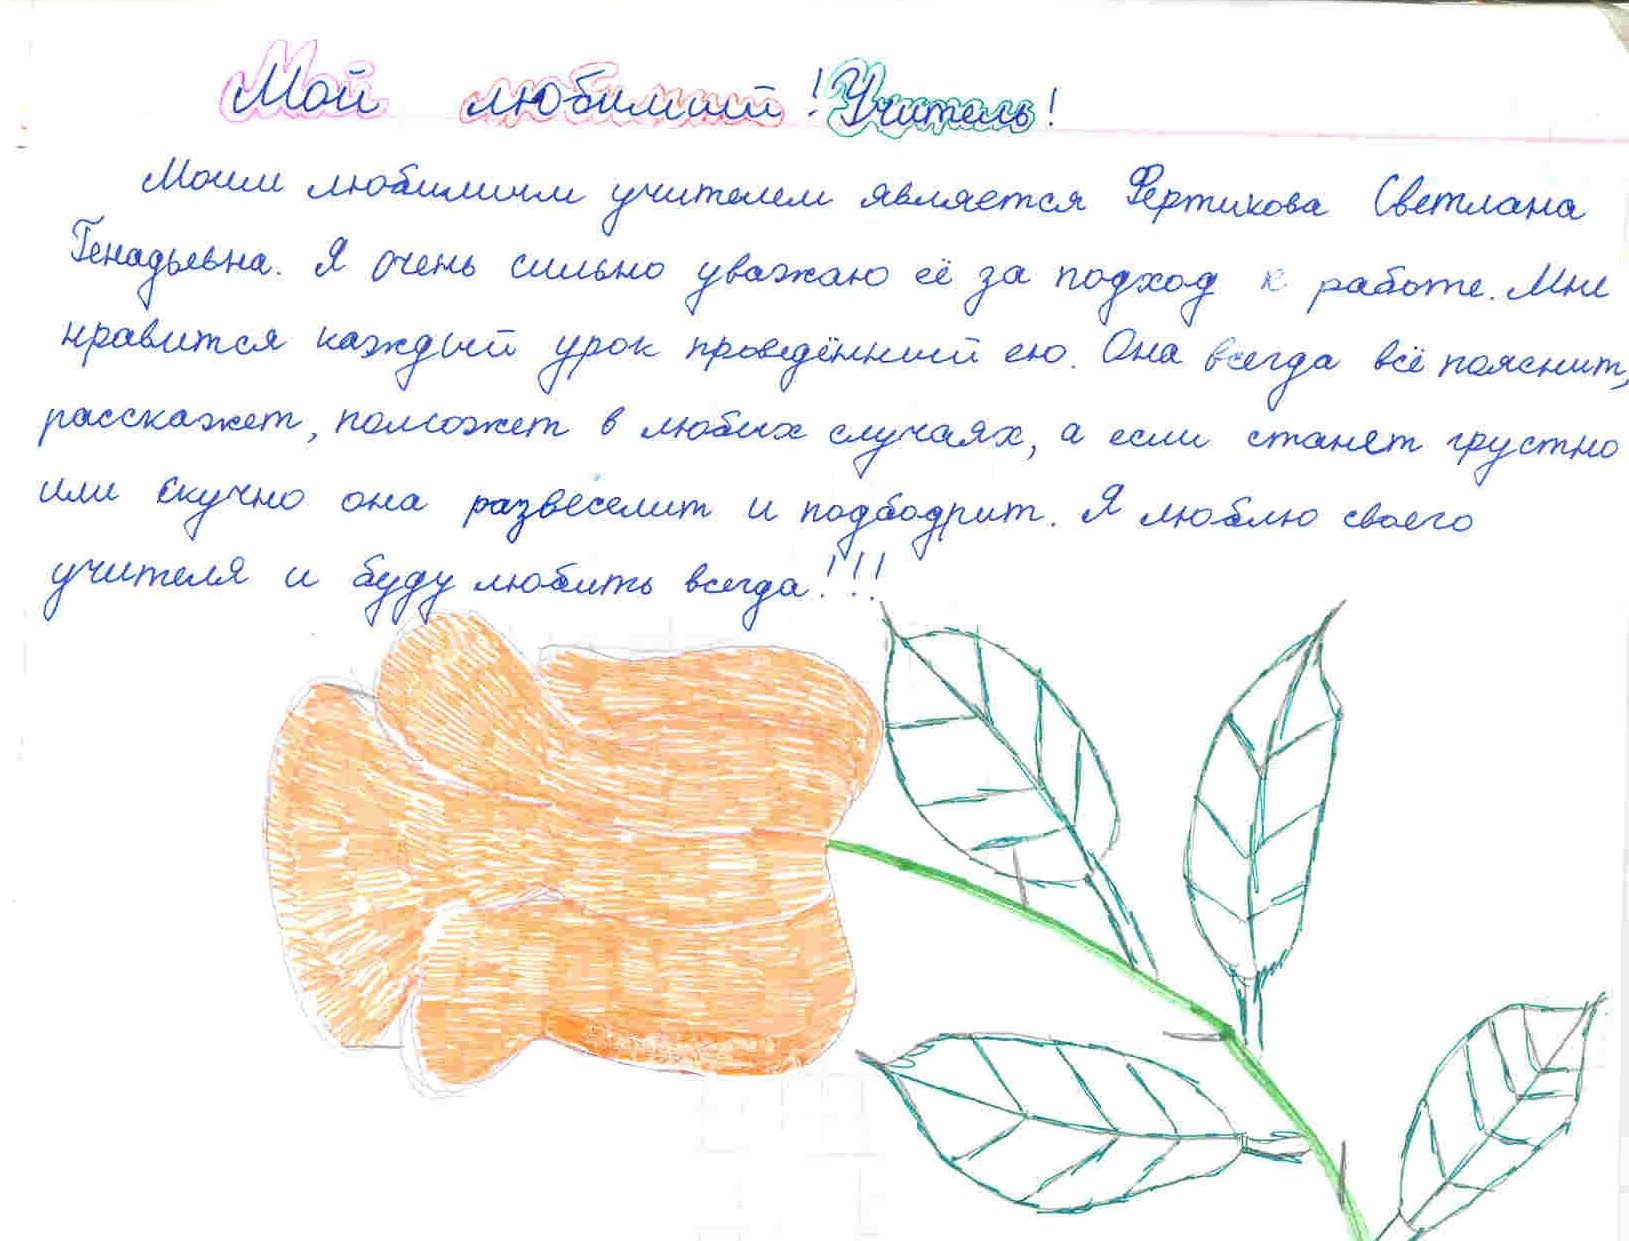 Мой любимый! Учитель!
Моим любимым учителем является Фертикова Светлана
Генадьевна. Я очень сильно уважаю её за подход к работе. Мне
нравится каждый урок проведённый ею. Она всегда всё пояснит,
расскажет, поможет в любых случаях, а если станет грустно
или скучно она развеселит и подбодрит. Я люблю своего
учителя и буду любить всегда!!!